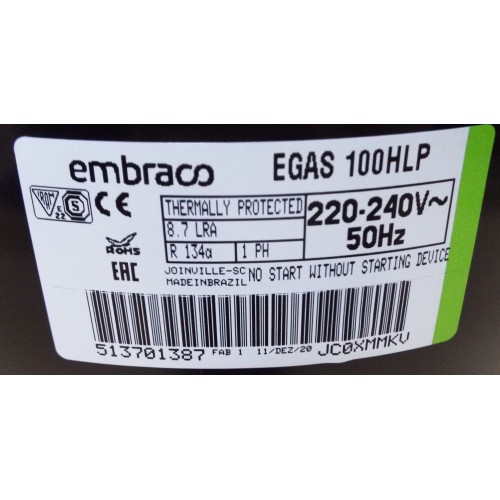 embraco EGAS 100HLP
THERMALLY PROTECTED
8.7 LRA
R 134a 1 PH
220-240V~
50Hz
CE
RoHS
EAC
JOINVILLE-SC
MADEINBRAZIL
NO START WITHOUT STARTING DEVICE
513701387 FAB 1 11/DEZ/20 JC0XMMKV